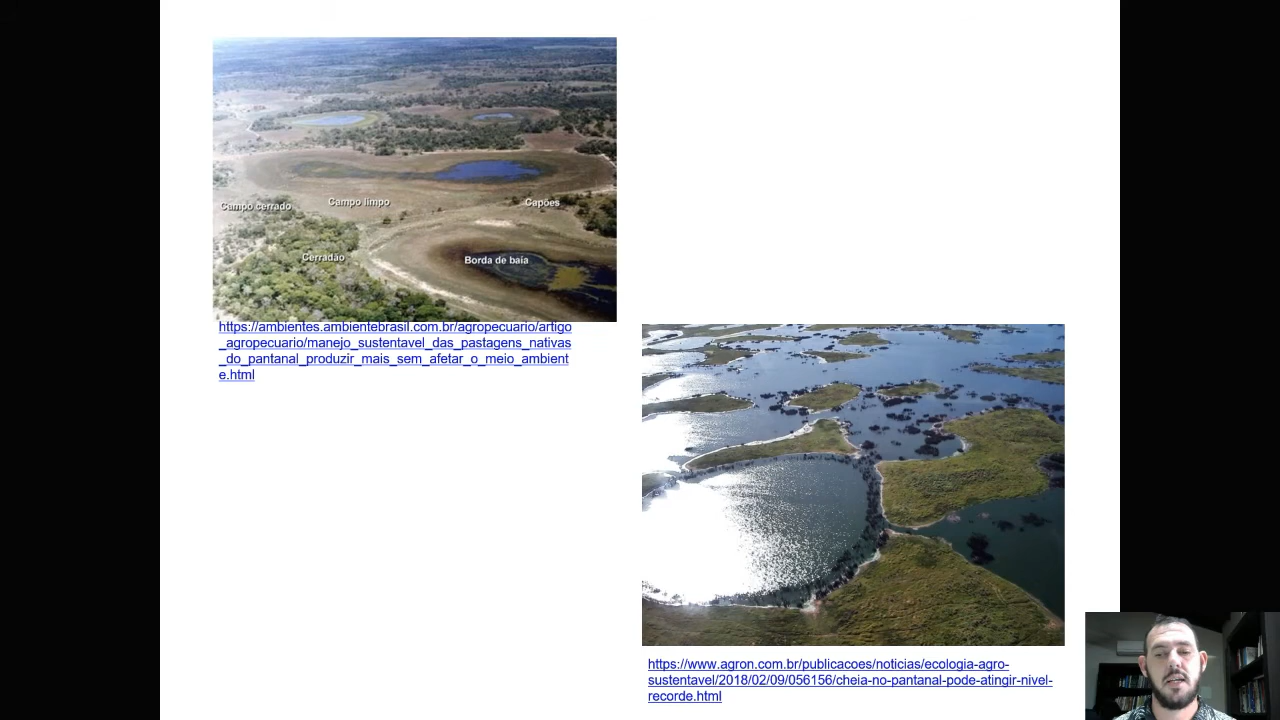 Campo cerrado
Campo limpo
Capões
Cerradão
Borda de baía
https://ambientes.ambientebrasil.com.br/agropecuario/artigo
_agropecuario/manejo_sustentavel_das_pastagens_nativas
_do_pantanal_produzir_mais_sem_afetar_o_meio_ambient
e.html
https://www.agron.com.br/publicacoes/noticias/ecologia-agro-
sustentavel/2018/02/09/056156/cheia-no-pantanal-pode-atingir-nivel-
recorde.html